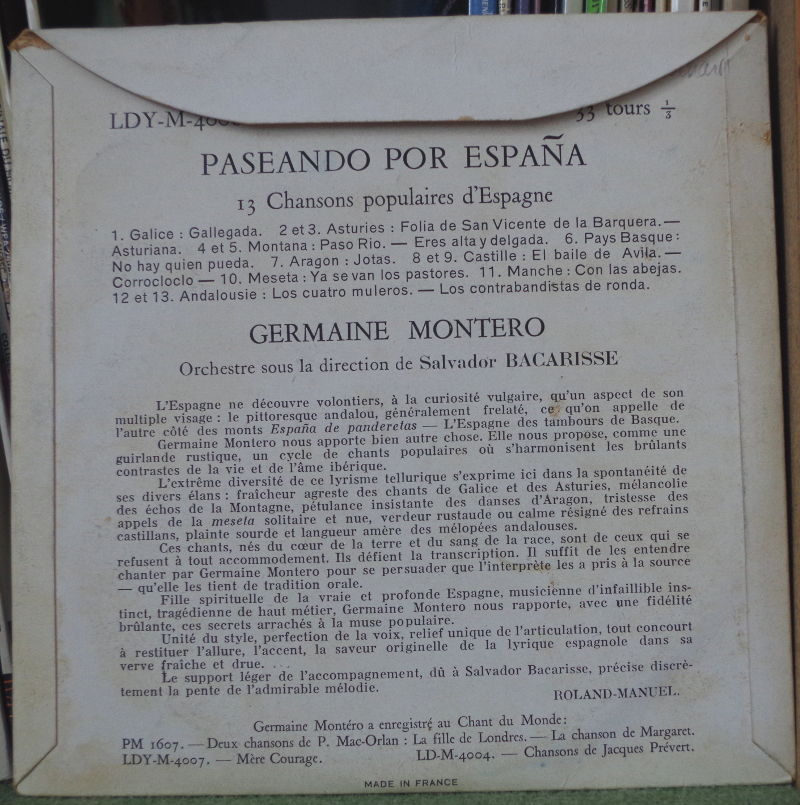 LDY-M-400
33 tours 1/3
PASEANDO POR ESPAÑA
13 Chansons populaires d'Espagne
1. Galice : Gallegada. 2 et 3. Asturies : Folia de San Vicente de la Barquera. —
Asturiana. 4 et 5. Montana : Paso Rio. — Eres alta y delgada. 6. Pays Basque :
No hay quien pueda. 7. Aragon : Jotas. 8 et 9. Castille : El baile de Avila. —
Corrocloclo — 10. Meseta : Ya se van los pastores. 11. Manche : Con las abejas.
12 et 13. Andalousie : Los cuatro muleros. — Los contrabandistas de ronda.
GERMAINE MONTERO
Orchestre sous la direction de Salvador BACARISSE
L'Espagne ne découvre volontiers, à la curiosité vulgaire, qu'un aspect de son
multiple visage : le pittoresque andalou, généralement frelaté, ce qu'on appelle de
l'autre côté des monts España de panderetas — L'Espagne des tambours de Basque.
Germaine Montero nous apporte bien autre chose. Elle nous propose, comme une
guirlande rustique, un cycle de chants populaires où s'harmonisent les brûlants
contrastes de la vie et de l'âme ibérique.
L'extrême diversité de ce lyrisme tellurique s'exprime ici dans la spontanéité de
ses divers élans : fraîcheur agreste des chants de Galice et des Asturies, mélancolie
des échos de la Montagne, pétulance insistante des danses d'Aragon, tristesse des
appels de la meseta solitaire et nue, verdeur rustaude ou calme résigné des refrains
castillans, plainte sourde et langueur amère des mélopées andalouses.
Ces chants, nés du cœur de la terre et du sang de la race, sont de ceux qui se
refusent à tout accommodement. Ils défient la transcription. Il suffit de les entendre
chanter par Germaine Montero pour se persuader que l'interprète les a pris à la source
— qu'elle les tient de tradition orale.
Fille spirituelle de la vraie et profonde Espagne, musicienne d'infaillible ins-
tinct, tragédienne de haut métier, Germaine Montero nous rapporte, avec une fidélité
brûlante, ces secrets arrachés à la muse populaire.
Unité du style, perfection de la voix, relief unique de l'articulation, tout concourt
à restituer l'allure, l'accent, la saveur originelle de la lyrique espagnole dans sa
verve fraîche et drue.
Le support léger de l'accompagnement, dû à Salvador Bacarisse, précise discrè-
tement la pente de l'admirable mélodie.
ROLAND-MANUEL.
Germaine Montéro a enregistré au Chant du Monde :
PM 1607. — Deux chansons de P. Mac-Orlan : La fille de Londres. — La chanson de Margaret.
LDY-M-4007. — Mère Courage. LD-M-4004. — Chansons de Jacques Prévert.
MADE IN FRANCE